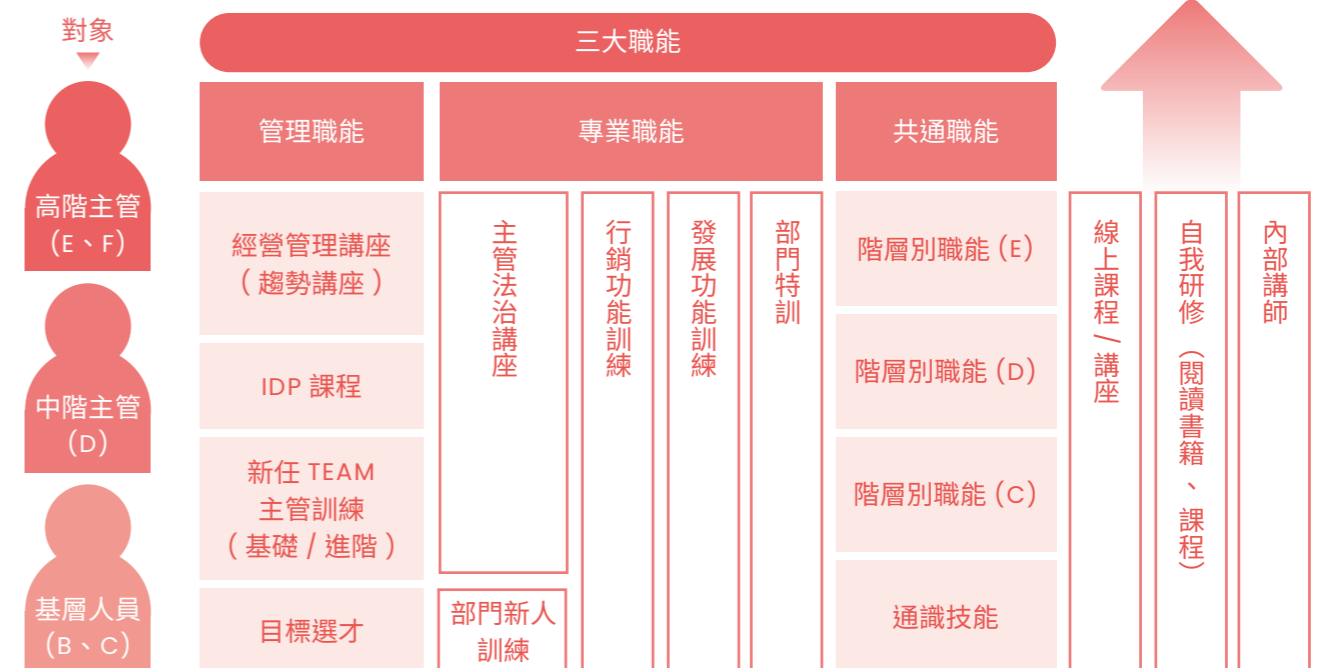 對象
三大職能
管理職能
專業職能
共通職能
高階主管
(E、F)
中階主管
(D)
基層人員
(B、C)
經營管理講座
( 趨勢講座 )
IDP 課程
新任 TEAM
主管訓練
( 基礎 / 進階 )
目標選才
主管法治講座
部門新人
訓練
行銷功能訓練
發展功能訓練
部門特訓
階層別職能 (E)
階層別職能 (D)
階層別職能 (C)
通識技能
線上課程 / 講座
自我研修 (閱讀書籍、課程)
內部講師